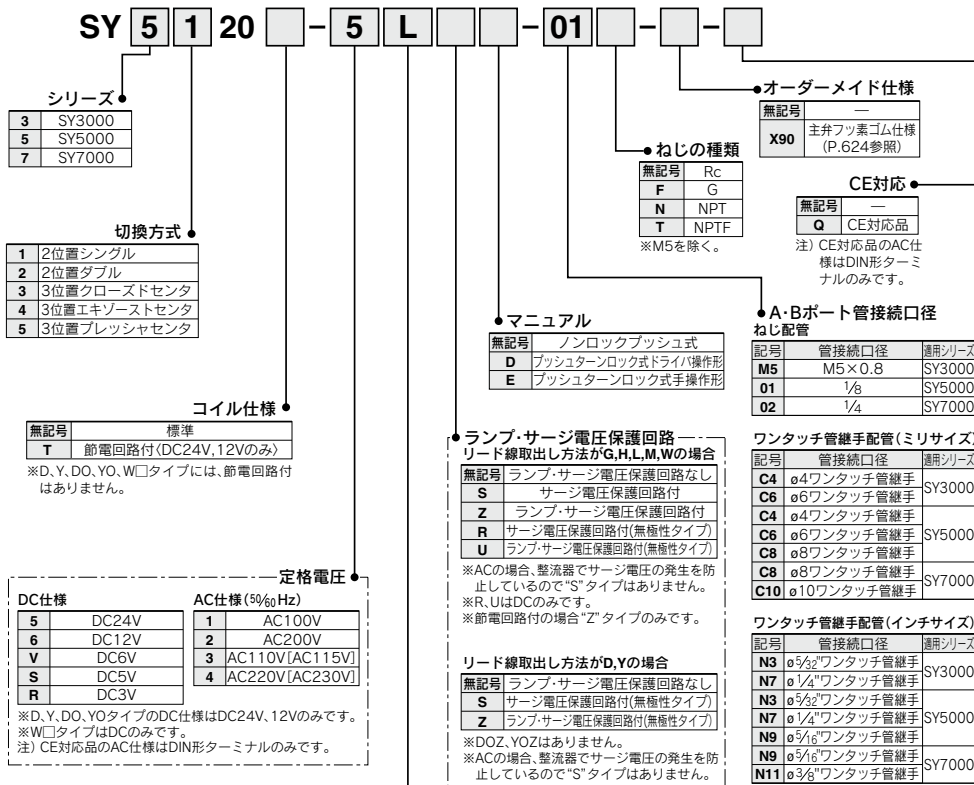 SY 5 1 20 □ - 5 L □ □ - 01 □ - □ - □
シリーズ
3 SY3000
5 SY5000
7 SY7000
切換方式
1 2位置シングル
2 2位置ダブル
3 3位置クローズドセンタ
4 3位置エキゾーストセンタ
5 3位置プレッシャセンタ
コイル仕様
無記号 標準
T 節電回路付〈DC24V,12Vのみ〉
※D,Y,DO,YO,W□タイプには、節電回路付
はありません。
定格電圧
DC仕様
5 DC24V
6 DC12V
V DC6V
S DC5V
R DC3V
AC仕様(50/60Hz)
1 AC100V
2 AC200V
3 AC110V[AC115V]
4 AC220V[AC230V]
※D、Y、DO、YOタイプのDC仕様はDC24V、12Vのみです。
※W□タイプはDCのみです。
注) CE対応品のAC仕様はDIN形ターミナルのみです。
ランプ・サージ電圧保護回路
リード線取出し方法がG,H,L,M,Wの場合
無記号 ランプ・サージ電圧保護回路なし
S サージ電圧保護回路付
Z ランプ・サージ電圧保護回路付
R サージ電圧保護回路付(無極性タイプ)
U ランプ・サージ電圧保護回路付(無極性タイプ)
※ACの場合、整流器でサージ電圧の発生を防
止しているので“S”タイプはありません。
※R,UはDCのみです。
※節電回路付の場合“Z”タイプのみです。
リード線取出し方法がD,Yの場合
無記号 ランプ・サージ電圧保護回路なし
S サージ電圧保護回路付(無極性タイプ)
Z ランプ・サージ電圧保護回路付(無極性タイプ)
※DOZ、YOZはありません。
※ACの場合、整流器でサージ電圧の発生を防
止しているので“S”タイプはありません。
マニュアル
無記号 ノンロックプッシュ式
D プッシュターンロック式ドライバ操作形
E プッシュターンロック式手操作形
ねじの種類
無記号 Rc
F G
N NPT
T NPTF
※M5を除く。
オーダーメイド仕様
無記号 —
X90 主弁フッ素ゴム仕様
(P.624参照)
CE対応
無記号 —
Q CE対応品
注) CE対応品のAC仕
様はDIN形ターミ
ナルのみです。
A・Bポート管接続口径
ねじ配管
記号 管接続口径 適用シリーズ
M5 M5×0.8 SY3000
01 1/8 SY5000
02 1/4 SY7000
ワンタッチ管継手配管(ミリサイズ)
記号 管接続口径 適用シリーズ
C4 ø4ワンタッチ管継手 SY3000
C6 ø6ワンタッチ管継手
C4 ø4ワンタッチ管継手 SY5000
C6 ø6ワンタッチ管継手
C8 ø8ワンタッチ管継手
C8 ø8ワンタッチ管継手 SY7000
C10 ø10ワンタッチ管継手
ワンタッチ管継手配管(インチサイズ)
記号 管接続口径 適用シリーズ
N3 ø5/32"ワンタッチ管継手 SY3000
N7 ø1/4"ワンタッチ管継手
N3 ø5/32"ワンタッチ管継手 SY5000
N7 ø1/4"ワンタッチ管継手
N9 ø5/16"ワンタッチ管継手
N9 ø5/16"ワンタッチ管継手 SY7000
N11 ø3/8"ワンタッチ管継手